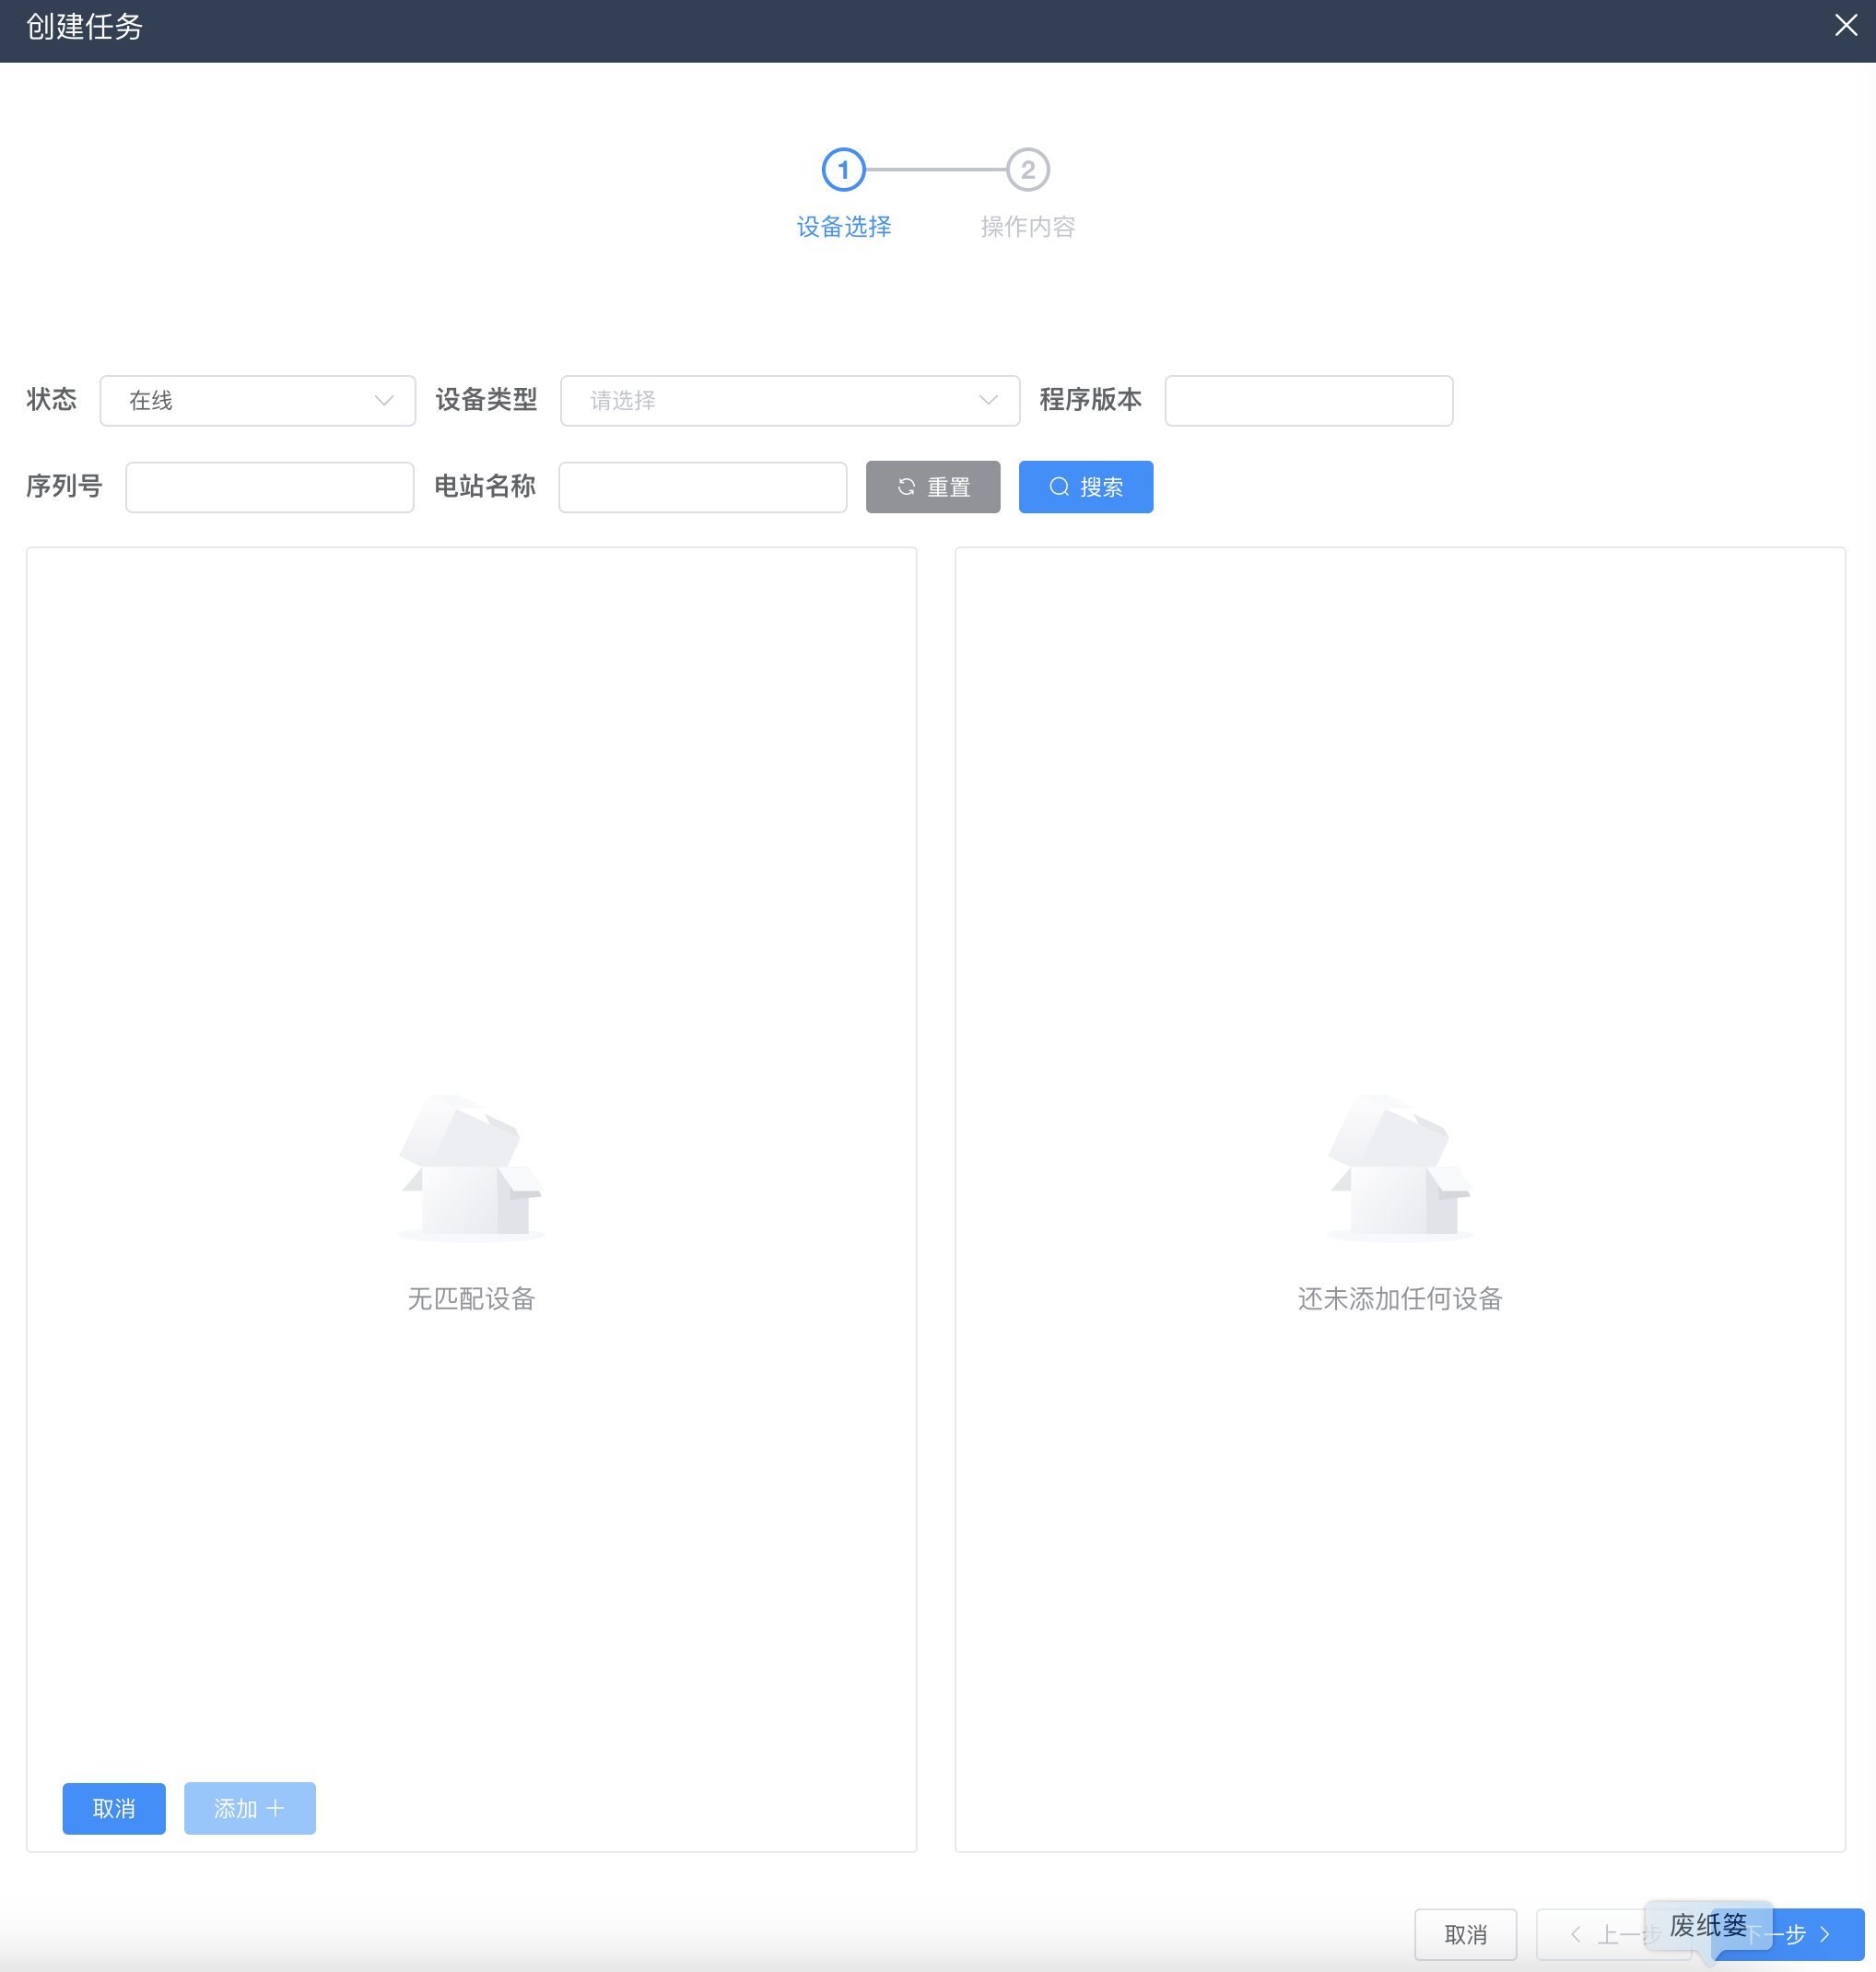 创建任务
1 2
设备选择 操作内容
状态 在线 设备类型 请选择 程序版本
序列号 电站名称 重置 搜索
无匹配设备 还未添加任何设备
取消 添加
废纸篓
取消 上一步 下一步